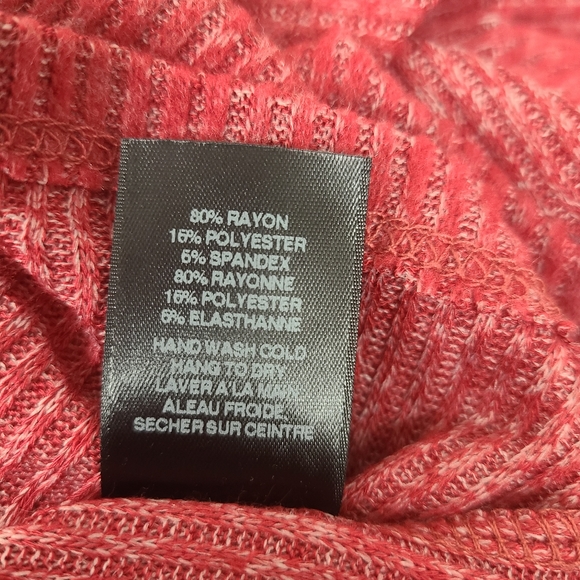 80% RAYON
15% POLYESTER
5% SPANDEX
80% RAYONNE
15% POLYESTER
5% ELASTHANNE
HAND WASH COLD
HANG TO DRY
LAVER A LA MAIN
ALEAU FROIDE
SECHER SUR CEINTRE